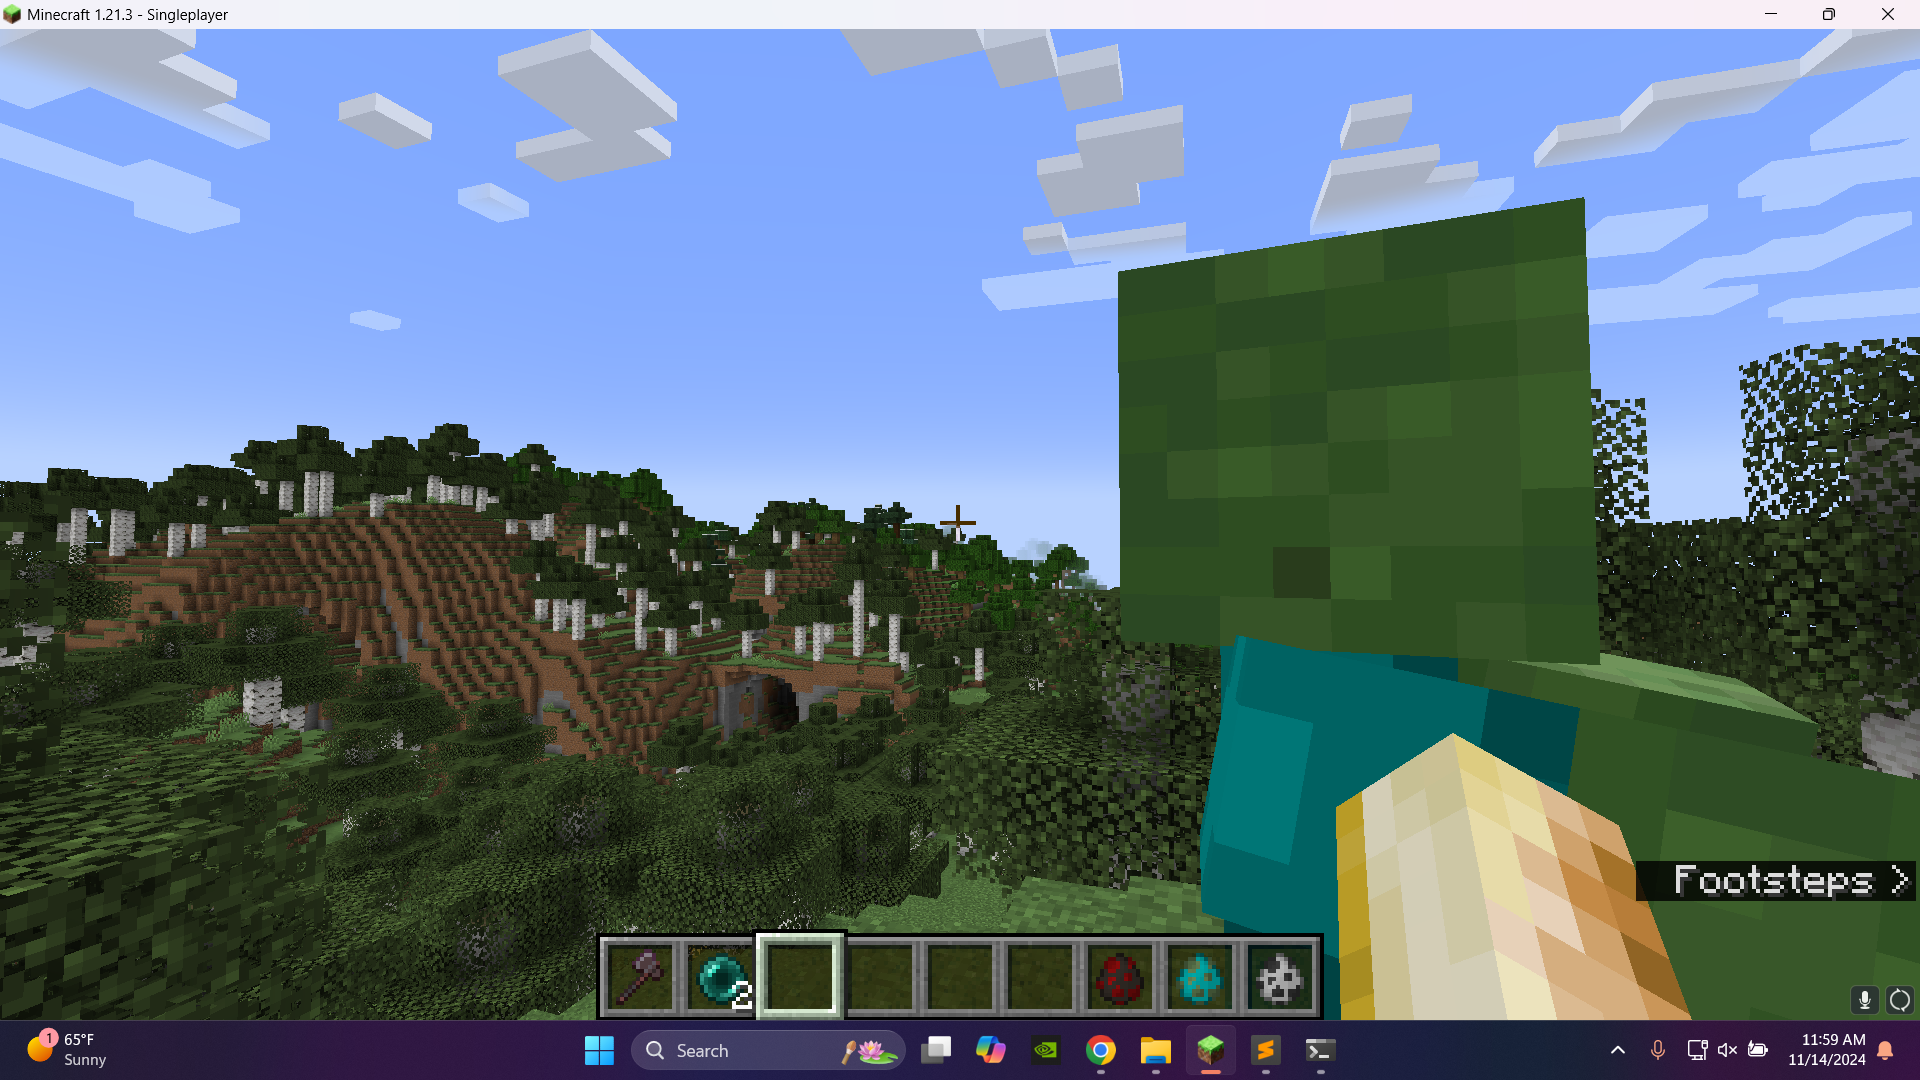 Minecraft 1.21.3 - Singleplayer
Footsteps >
2
1
65°F
Sunny
Search
11:59 AM
11/14/2024